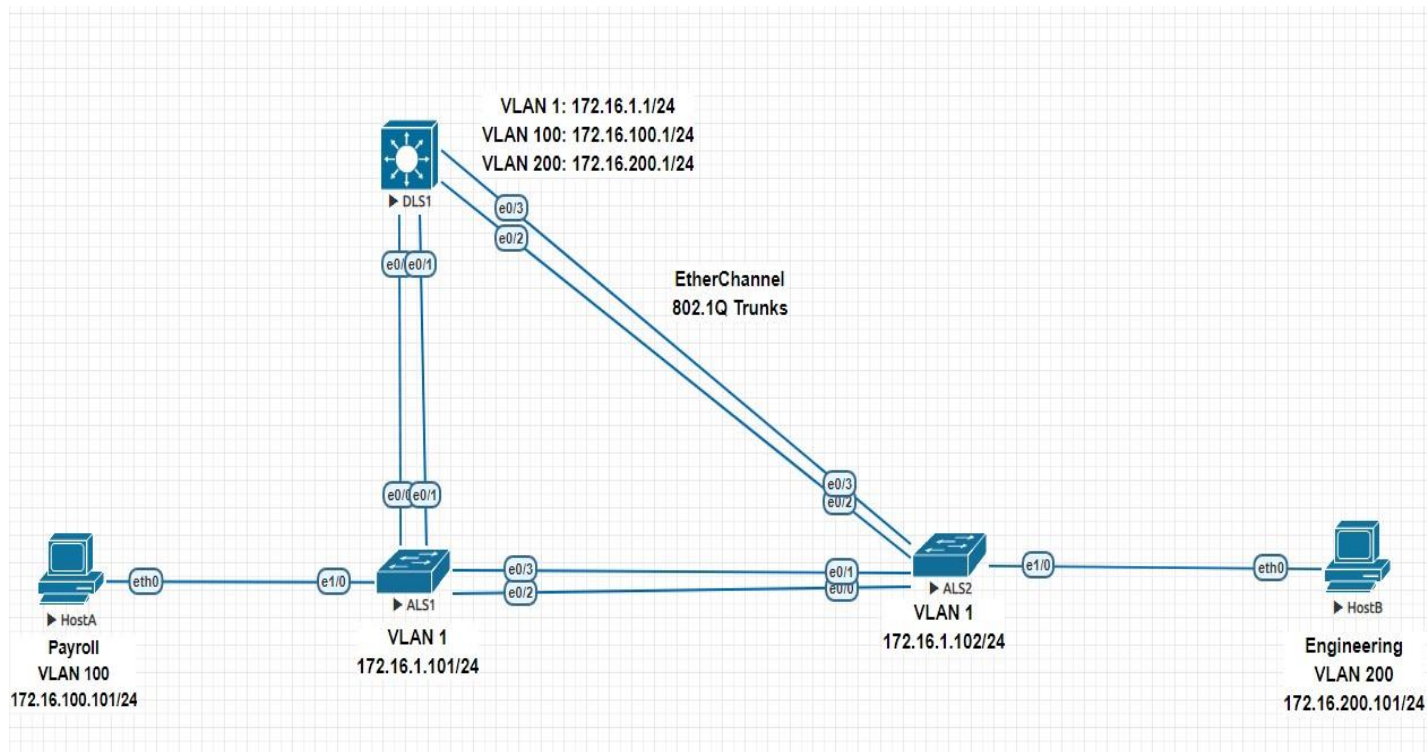 VLAN 1: 172.16.1.1/24
VLAN 100: 172.16.100.1/24
VLAN 200: 172.16.200.1/24
DLS1
e0/3
e0/2
e0/1
EtherChannel
802.1Q Trunks
e0/1
e0/3
e0/2
eth0
e1/0
e0/3
e0/2
e0/1
e0/0
e1/0
eth0
HostA
ALS1
ALS2
HostB
Payroll
VLAN 100
172.16.100.101/24
VLAN 1
172.16.1.101/24
VLAN 1
172.16.1.102/24
Engineering
VLAN 200
172.16.200.101/24